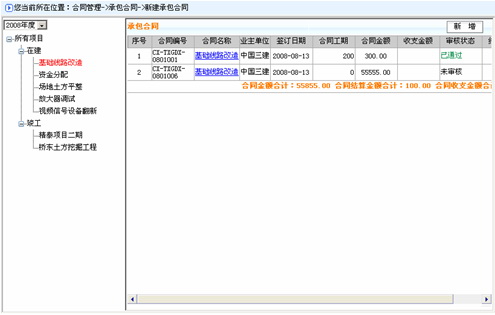 您当前所在位置：合同管理->承包合同->新建承包合同
2008年度
所有项目
在建
基础线路改造
资金分配
场地土方平整
放大器调试
视频信号设备翻新
竣工
精泰项目二期
桥东土方挖掘工程
承包合同
新 增
序号 合同编号 合同名称 业主单位 签订日期 合同工期 合同金额 收支金额 审核状态
1 CX-TXGDX-0801001 基础线路改造 中国三建 2008-08-13 200 300.00 已通过
2 CX-TXGDX-0801006 基础线路改造 中国三建 2008-08-13 0 55555.00 未审核
合同金额合计：55855.00 合同结算金额合计：100.00 合同收支金额合